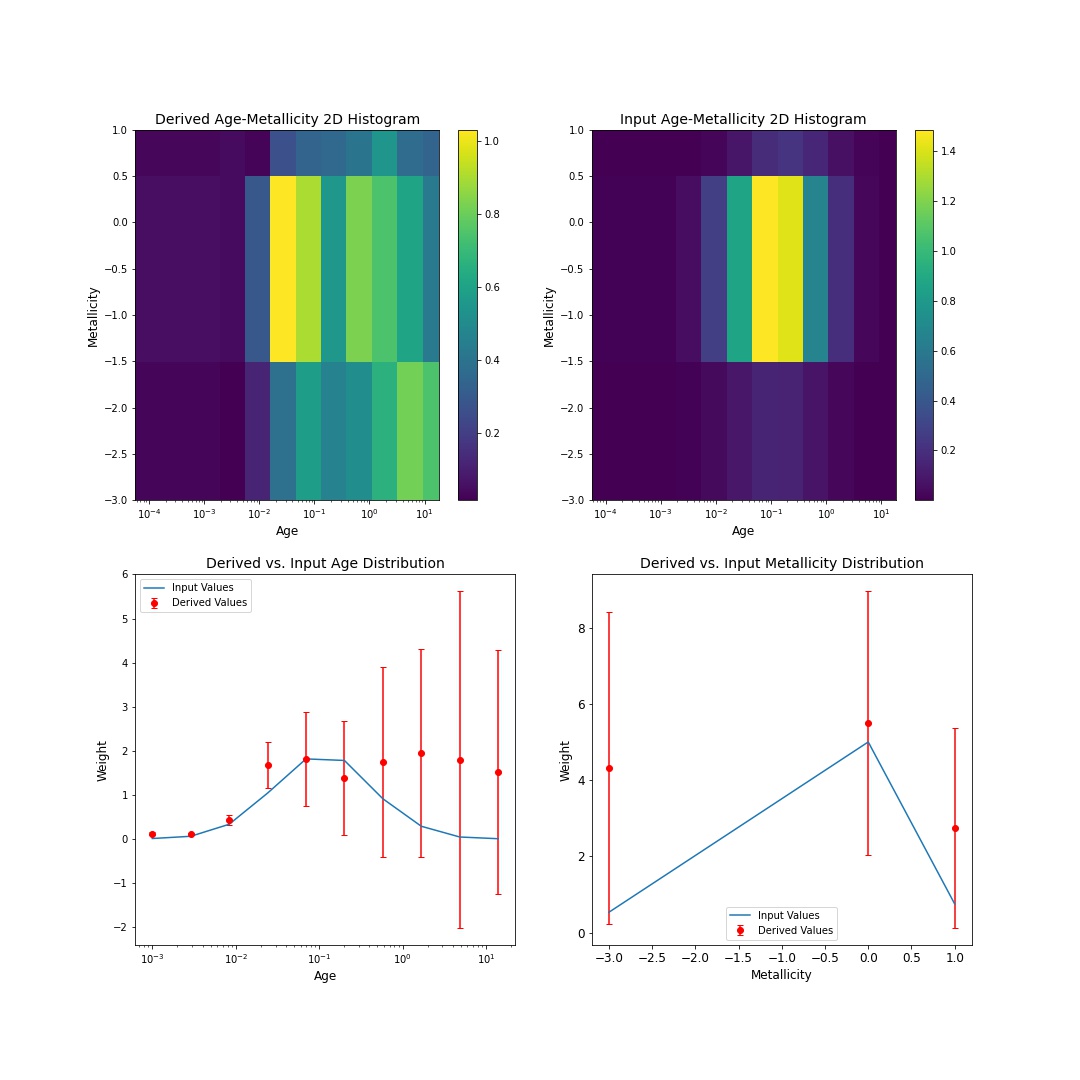 Derived Age-Metallicity 2D Histogram
Metallicity
1.0
0.5
0.0
−0.5
−1.0
−1.5
−2.0
−2.5
−3.0
10⁻⁴ 10⁻³ 10⁻² 10⁻¹ 10⁰ 10¹
Age
1.0
0.8
0.6
0.4
0.2
Input Age-Metallicity 2D Histogram
Metallicity
1.0
0.5
0.0
−0.5
−1.0
−1.5
−2.0
−2.5
−3.0
10⁻⁴ 10⁻³ 10⁻² 10⁻¹ 10⁰ 10¹
Age
1.4
1.2
1.0
0.8
0.6
0.4
0.2
Derived vs. Input Age Distribution
Input Values
Derived Values
Weight
6
5
4
3
2
1
0
−1
−2
10⁻³ 10⁻² 10⁻¹ 10⁰ 10¹
Age
Derived vs. Input Metallicity Distribution
Weight
8
6
4
2
0
Input Values
Derived Values
−3.0 −2.5 −2.0 −1.5 −1.0 −0.5 0.0 0.5 1.0
Metallicity